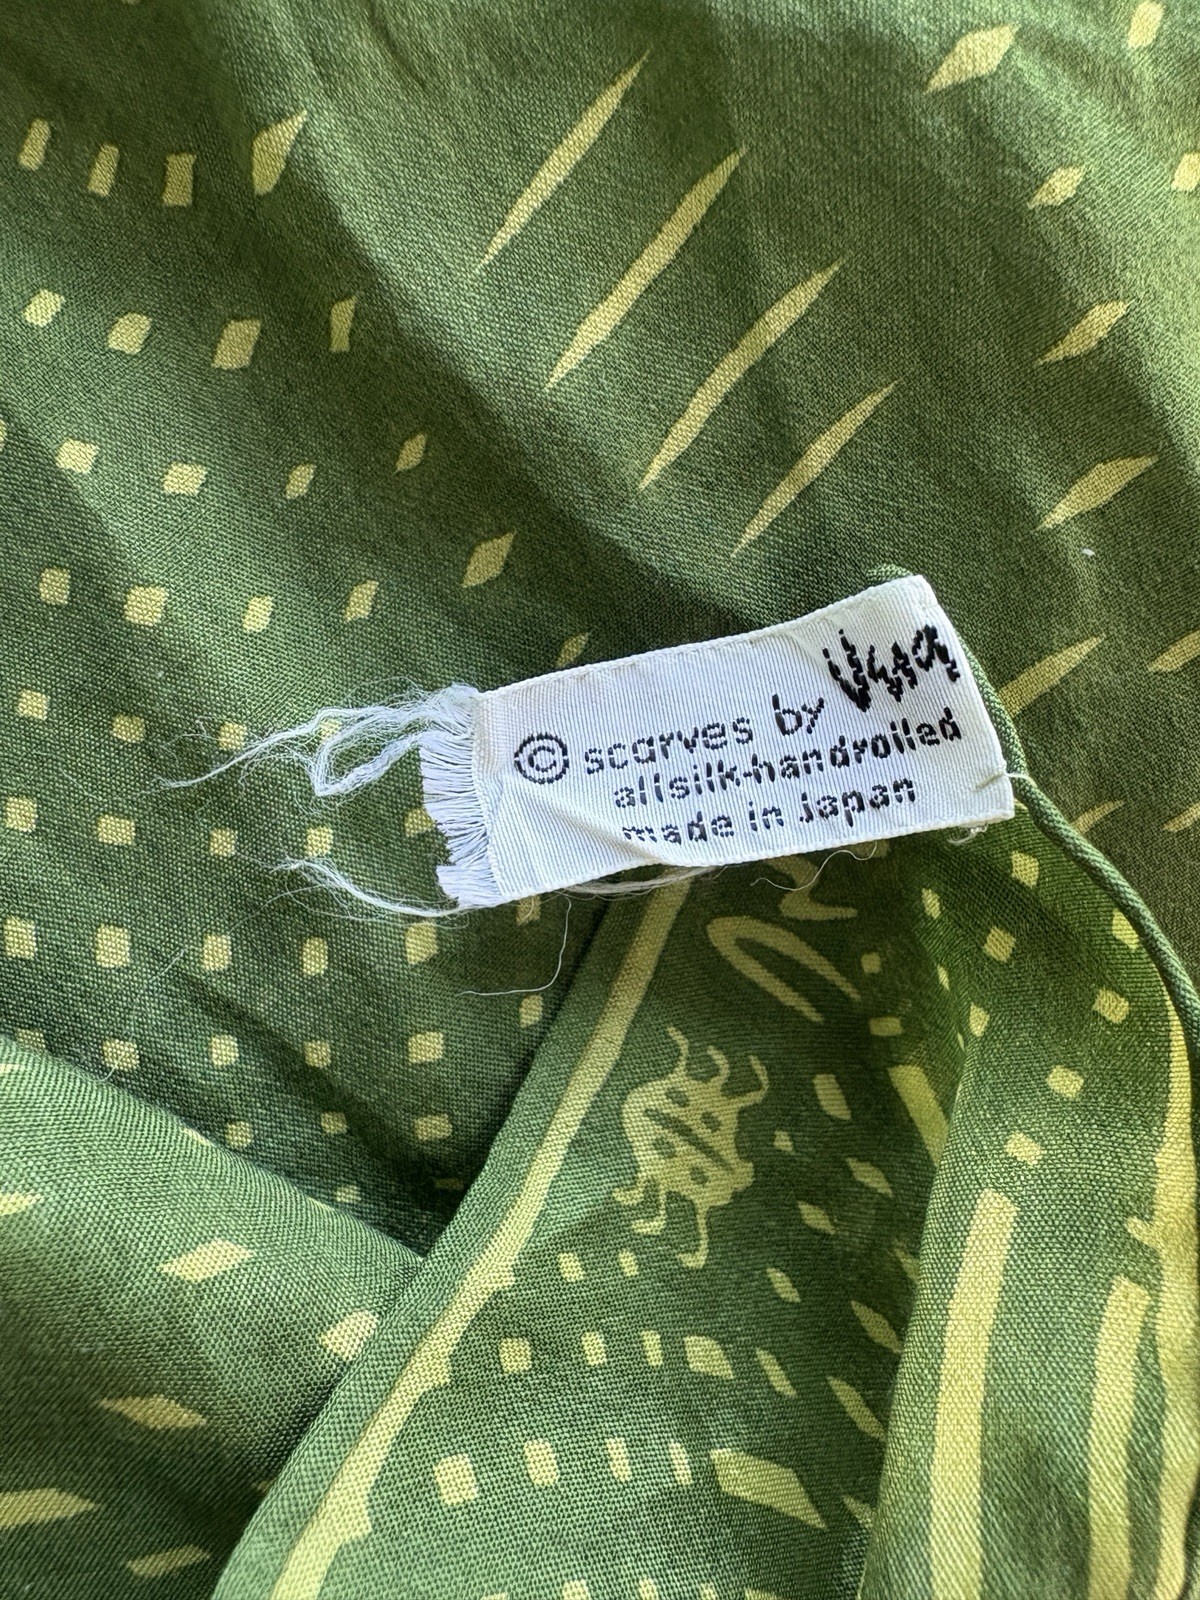 © scarves by Vera
allsilk-handrolled
made in japan